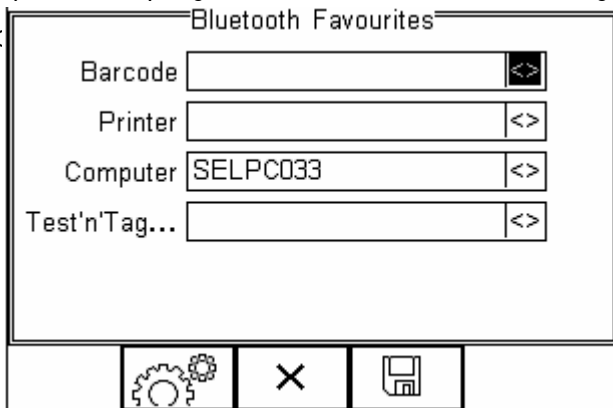 Bluetooth Favourites
Barcode <>
Printer <>
Computer SELPC033 <>
Test'n'Tag... <>